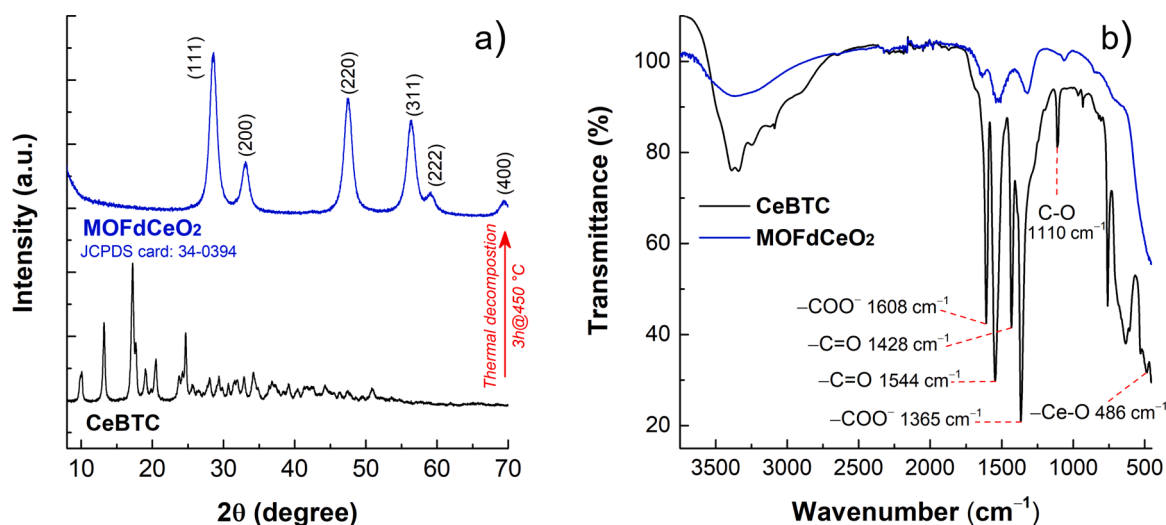 a)
Intensity (a.u.)
(111)
(200)
(220)
(311)
(222)
(400)
MOFdCeO₂
JCPDS card: 34-0394
Thermal decompostion
3h@450 °C
CeBTC
10 20 30 40 50 60 70
2θ (degree)
b)
Transmittance (%)
100
80
60
40
20
CeBTC
MOFdCeO₂
C-O
1110 cm⁻¹
–COO⁻ 1608 cm⁻¹
–C=O 1428 cm⁻¹
–C=O 1544 cm⁻¹
–COO⁻ 1365 cm⁻¹
–Ce-O 486 cm⁻¹
3500 3000 2500 2000 1500 1000 450
Wavenumber (cm⁻¹)